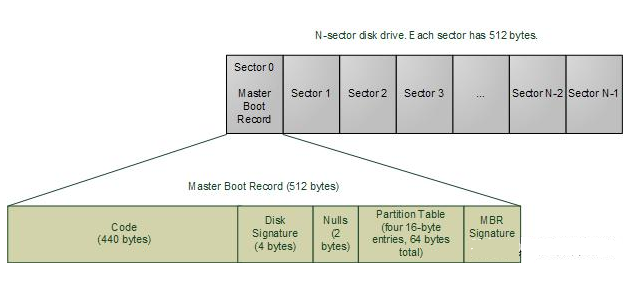 N-sector disk drive. Each sector has 512 bytes.
Sector 0
Master
Boot
Record
Sector 1
Sector 2
Sector 3
...
Sector N-2
Sector N-1
Master Boot Record (512 bytes)
Code
(440 bytes)
Disk
Signature
(4 bytes)
Nulls
(2
bytes)
Partition Table
(four 16-byte
entries, 64 bytes
total)
MBR
Signature